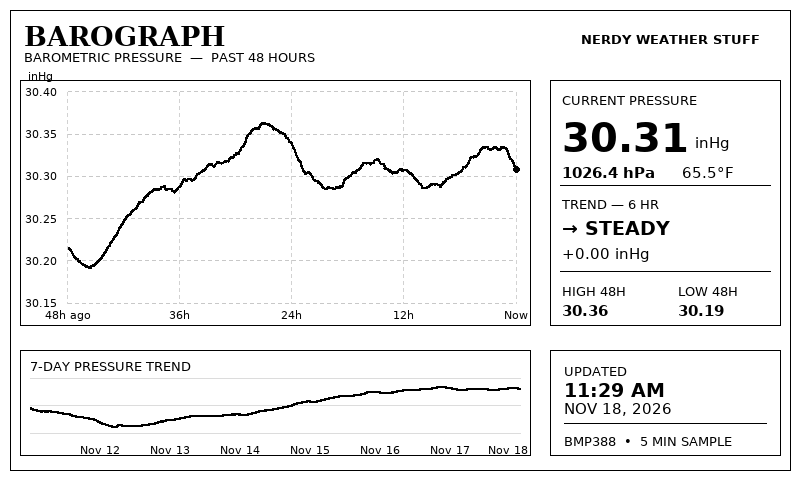 BAROGRAPH
BAROMETRIC PRESSURE — PAST 48 HOURS
NERDY WEATHER STUFF
inHg
30.40
30.35
30.30
30.25
30.20
30.15
48h ago 36h 24h 12h Now
CURRENT PRESSURE
30.31 inHg
1026.4 hPa 65.5°F
TREND — 6 HR
→ STEADY
+0.00 inHg
HIGH 48H LOW 48H
30.36 30.19
7-DAY PRESSURE TREND
Nov 12 Nov 13 Nov 14 Nov 15 Nov 16 Nov 17 Nov 18
UPDATED
11:29 AM
NOV 18, 2026
BMP388 • 5 MIN SAMPLE